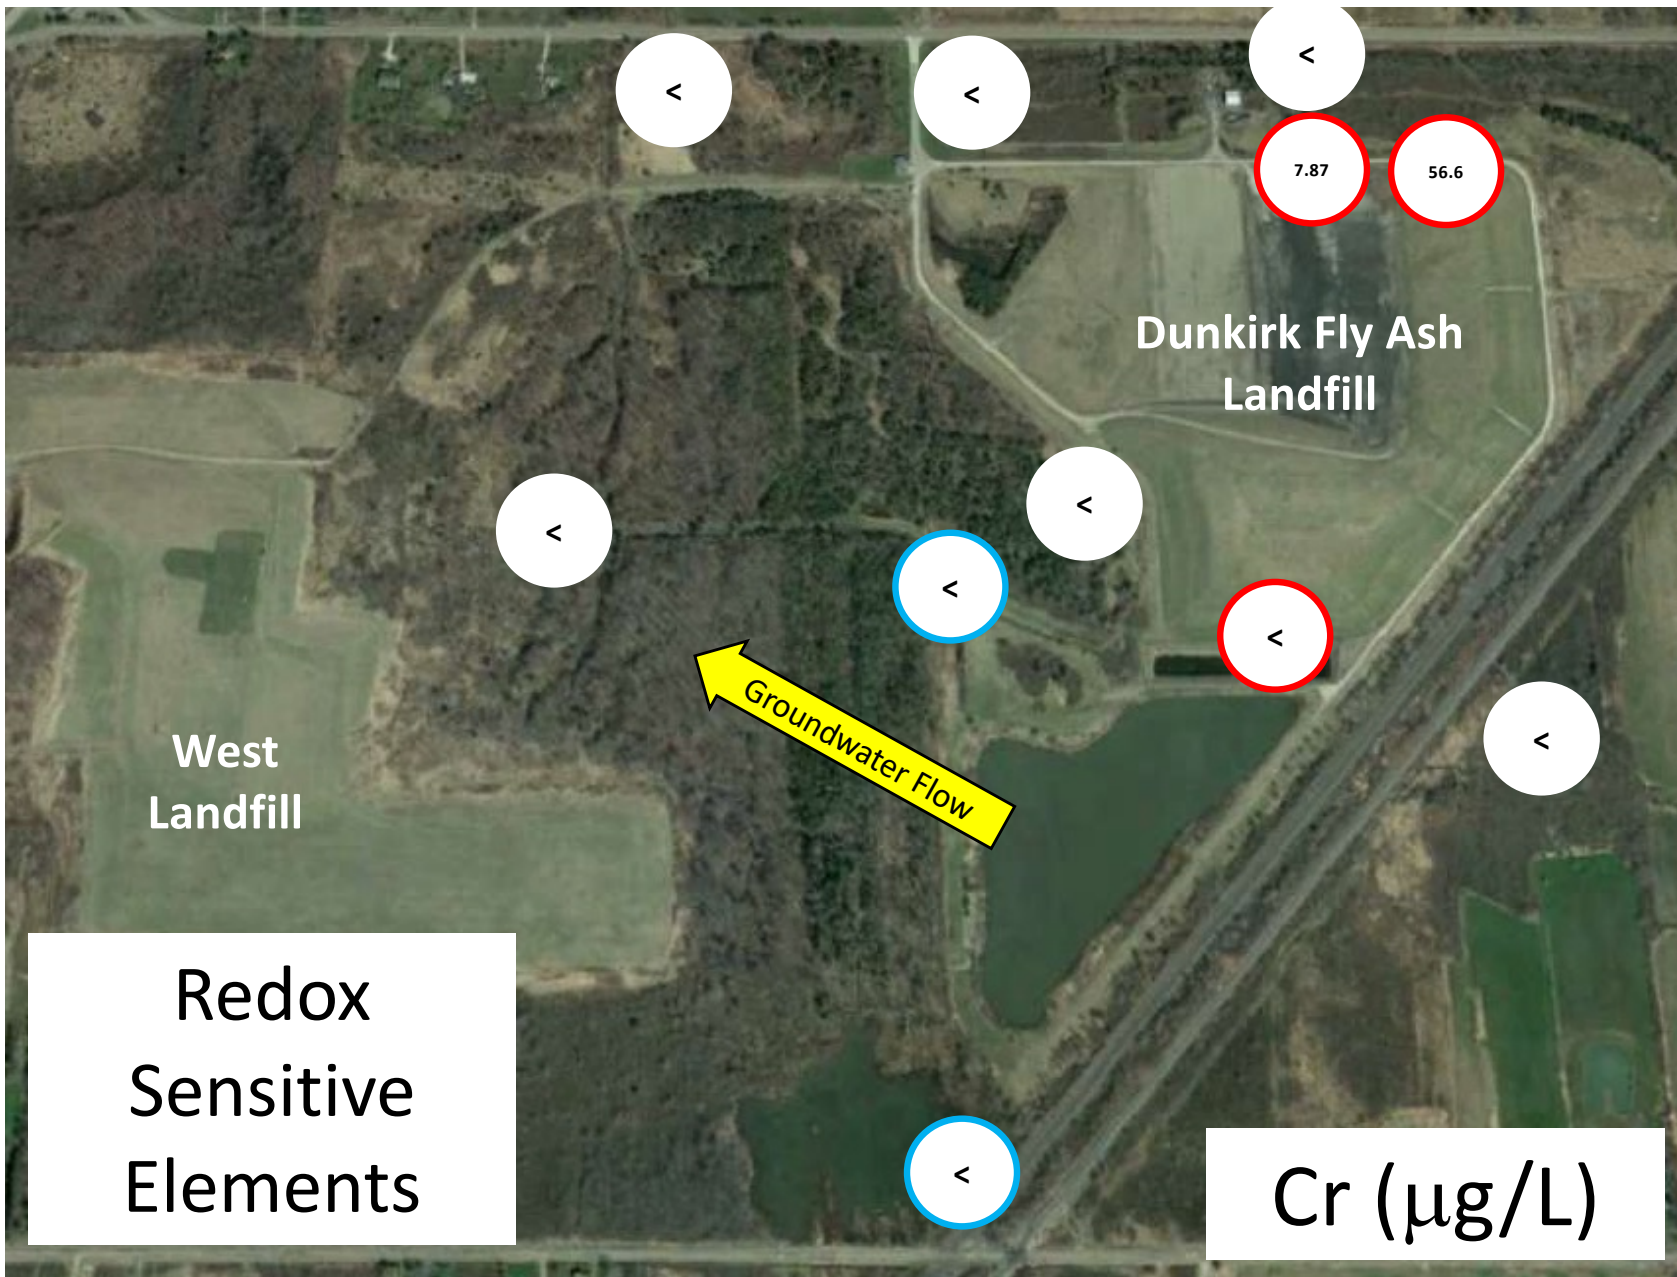 <
<
<
7.87
56.6
Dunkirk Fly Ash
Landfill
<
<
<
<
Groundwater Flow
<
West
Landfill
Redox
Sensitive
Elements
<
Cr (μg/L)